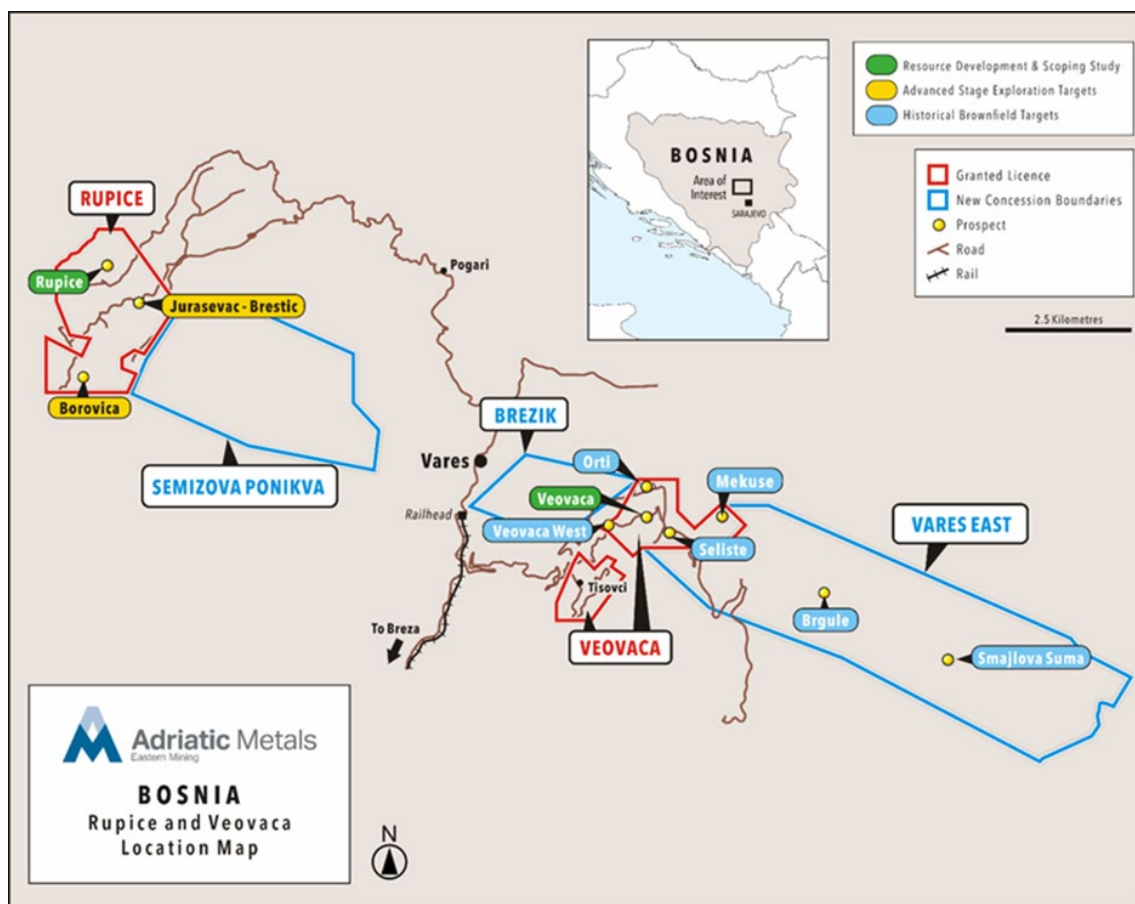 Resource Development & Scoping Study
Advanced Stage Exploration Targets
Historical Brownfield Targets
BOSNIA
Area of
Interest
SARAJEVO
Granted Licence
New Concession Boundaries
Prospect
Road
Rail
2.5 Kilometres
RUPICE
Rupice
Jurasevac - Brestic
Borovica
SEMIZOVA PONIKVA
Pogari
Vares
BREZIK
Orti
Mekuse
Veovaca
Railhead
Veovaca West
Seliste
VARES EAST
Tisovci
Brgule
To Breza
VEOVACA
Smajlova Suma
Adriatic Metals
Eastern Mining
BOSNIA
Rupice and Veovaca
Location Map
N